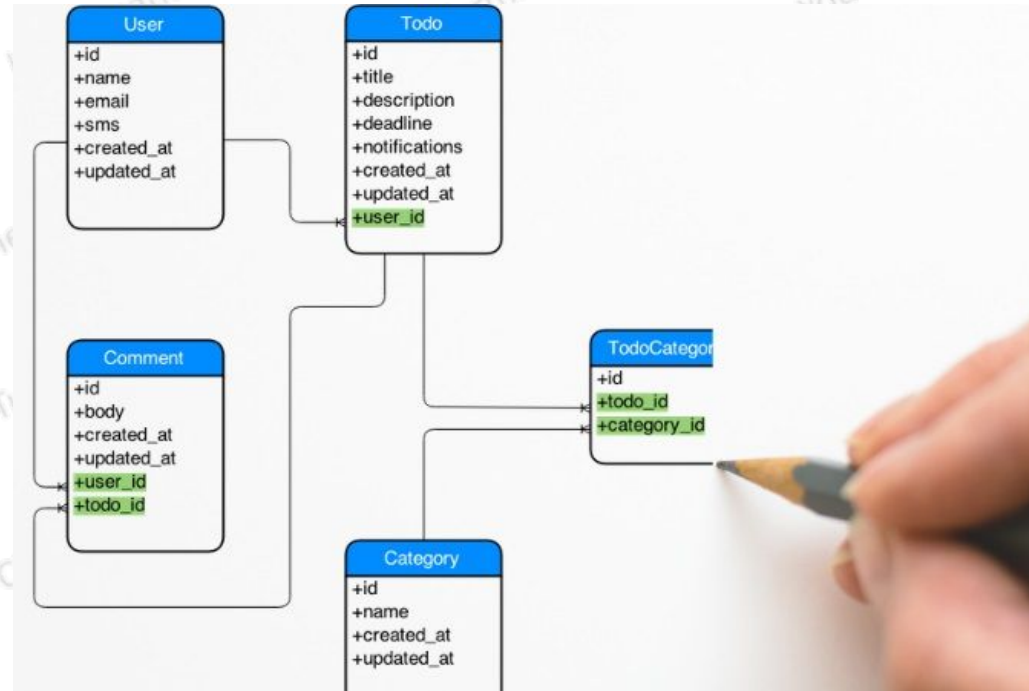 User
+id
+name
+email
+sms
+created_at
+updated_at
Todo
+id
+title
+description
+deadline
+notifications
+created_at
+updated_at
+user_id
Comment
+id
+body
+created_at
+updated_at
+user_id
+todo_id
TodoCategor
+id
+todo_id
+category_id
Category
+id
+name
+created_at
+updated_at